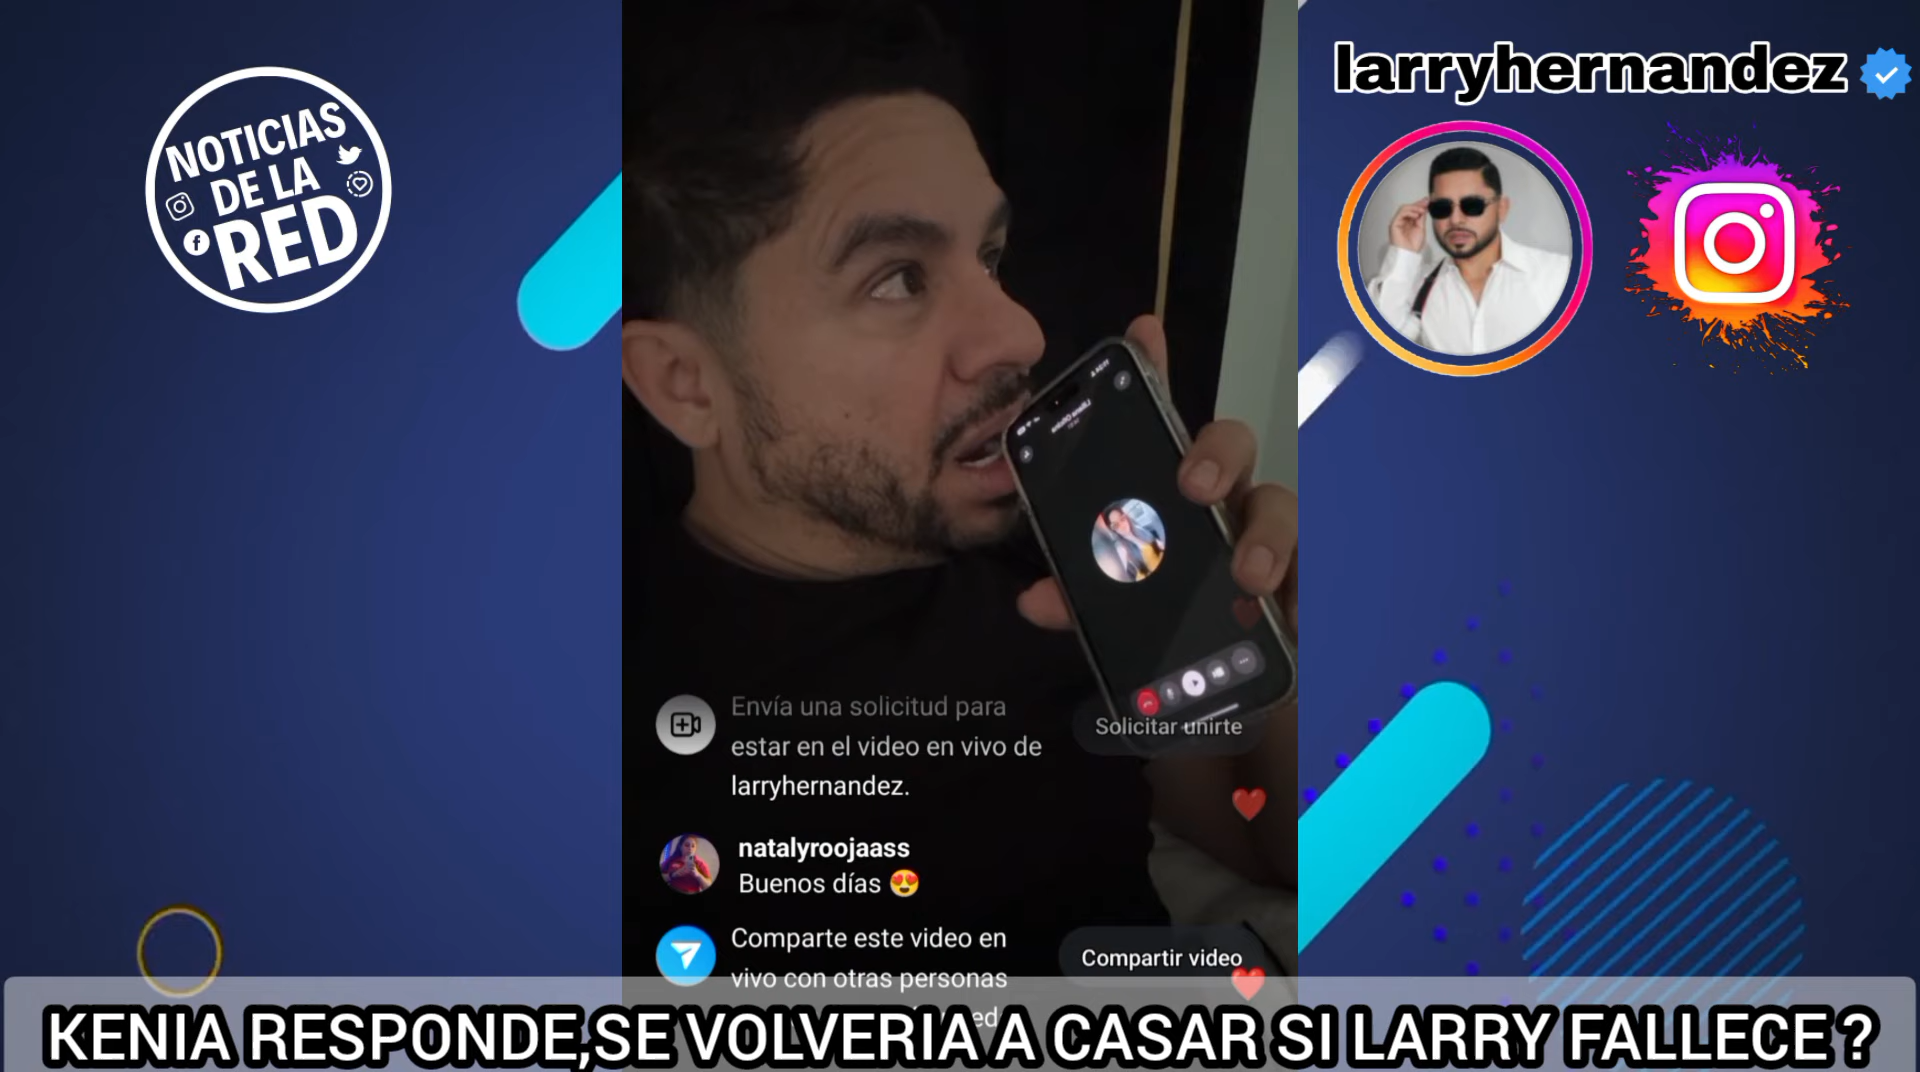 NOTICIAS
DE LA
RED
larryhernandez
Envía una solicitud para
estar en el video en vivo de
larryhernandez.
Solicitar unirte
natalyroojaass
Buenos días 😍
Comparte este video en
vivo con otras personas
Compartir video
KENIA RESPONDE,SE VOLVERIA A CASAR SI LARRY FALLECE ?